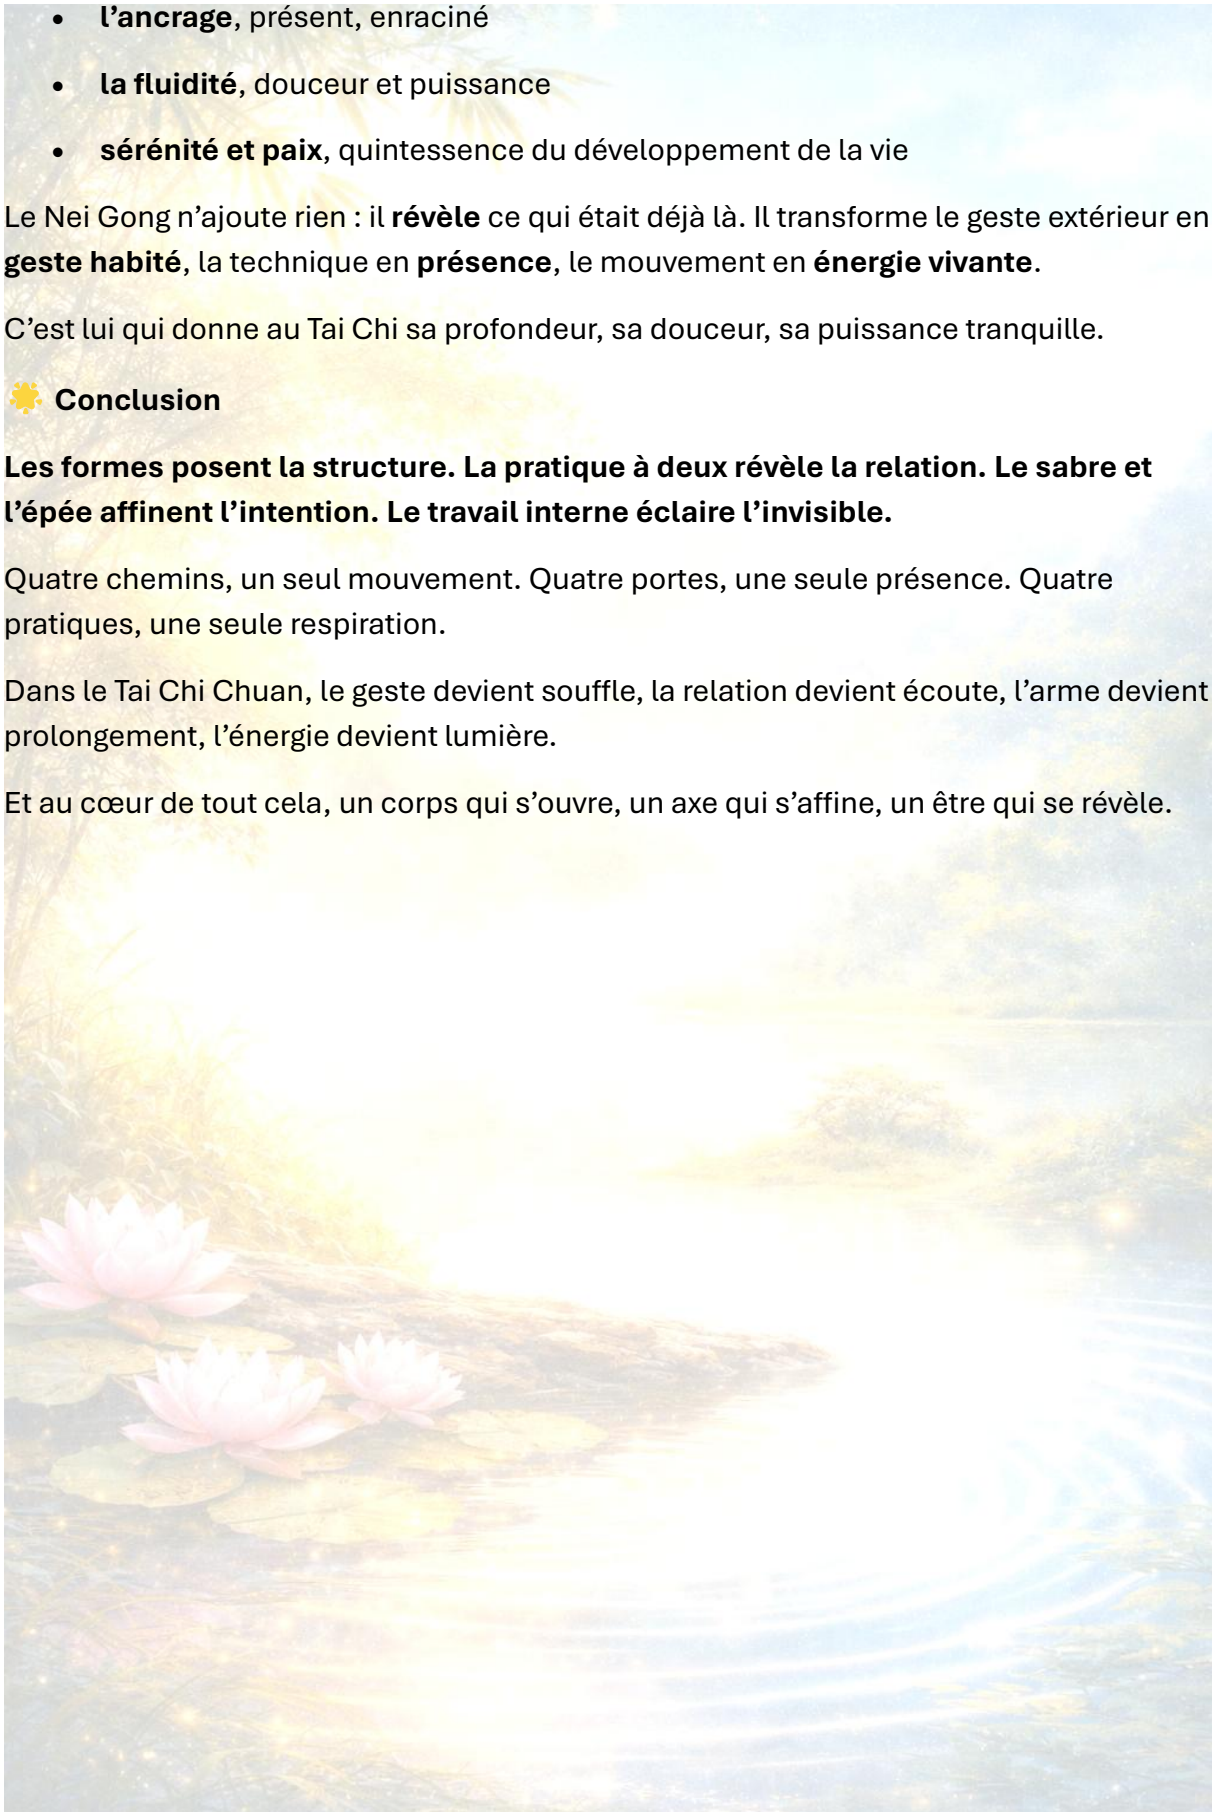 • l’ancrage, présent, enraciné
• la fluidité, douceur et puissance
• sérénité et paix, quintessence du développement de la vie
Le Nei Gong n’ajoute rien : il révèle ce qui était déjà là. Il transforme le geste extérieur en
geste habité, la technique en présence, le mouvement en énergie vivante.
C’est lui qui donne au Tai Chi sa profondeur, sa douceur, sa puissance tranquille.
🌟 Conclusion
Les formes posent la structure. La pratique à deux révèle la relation. Le sabre et
l’épée affinent l’intention. Le travail interne éclaire l’invisible.
Quatre chemins, un seul mouvement. Quatre portes, une seule présence. Quatre
pratiques, une seule respiration.
Dans le Tai Chi Chuan, le geste devient souffle, la relation devient écoute, l’arme devient
prolongement, l’énergie devient lumière.
Et au cœur de tout cela, un corps qui s’ouvre, un axe qui s’affine, un être qui se révèle.